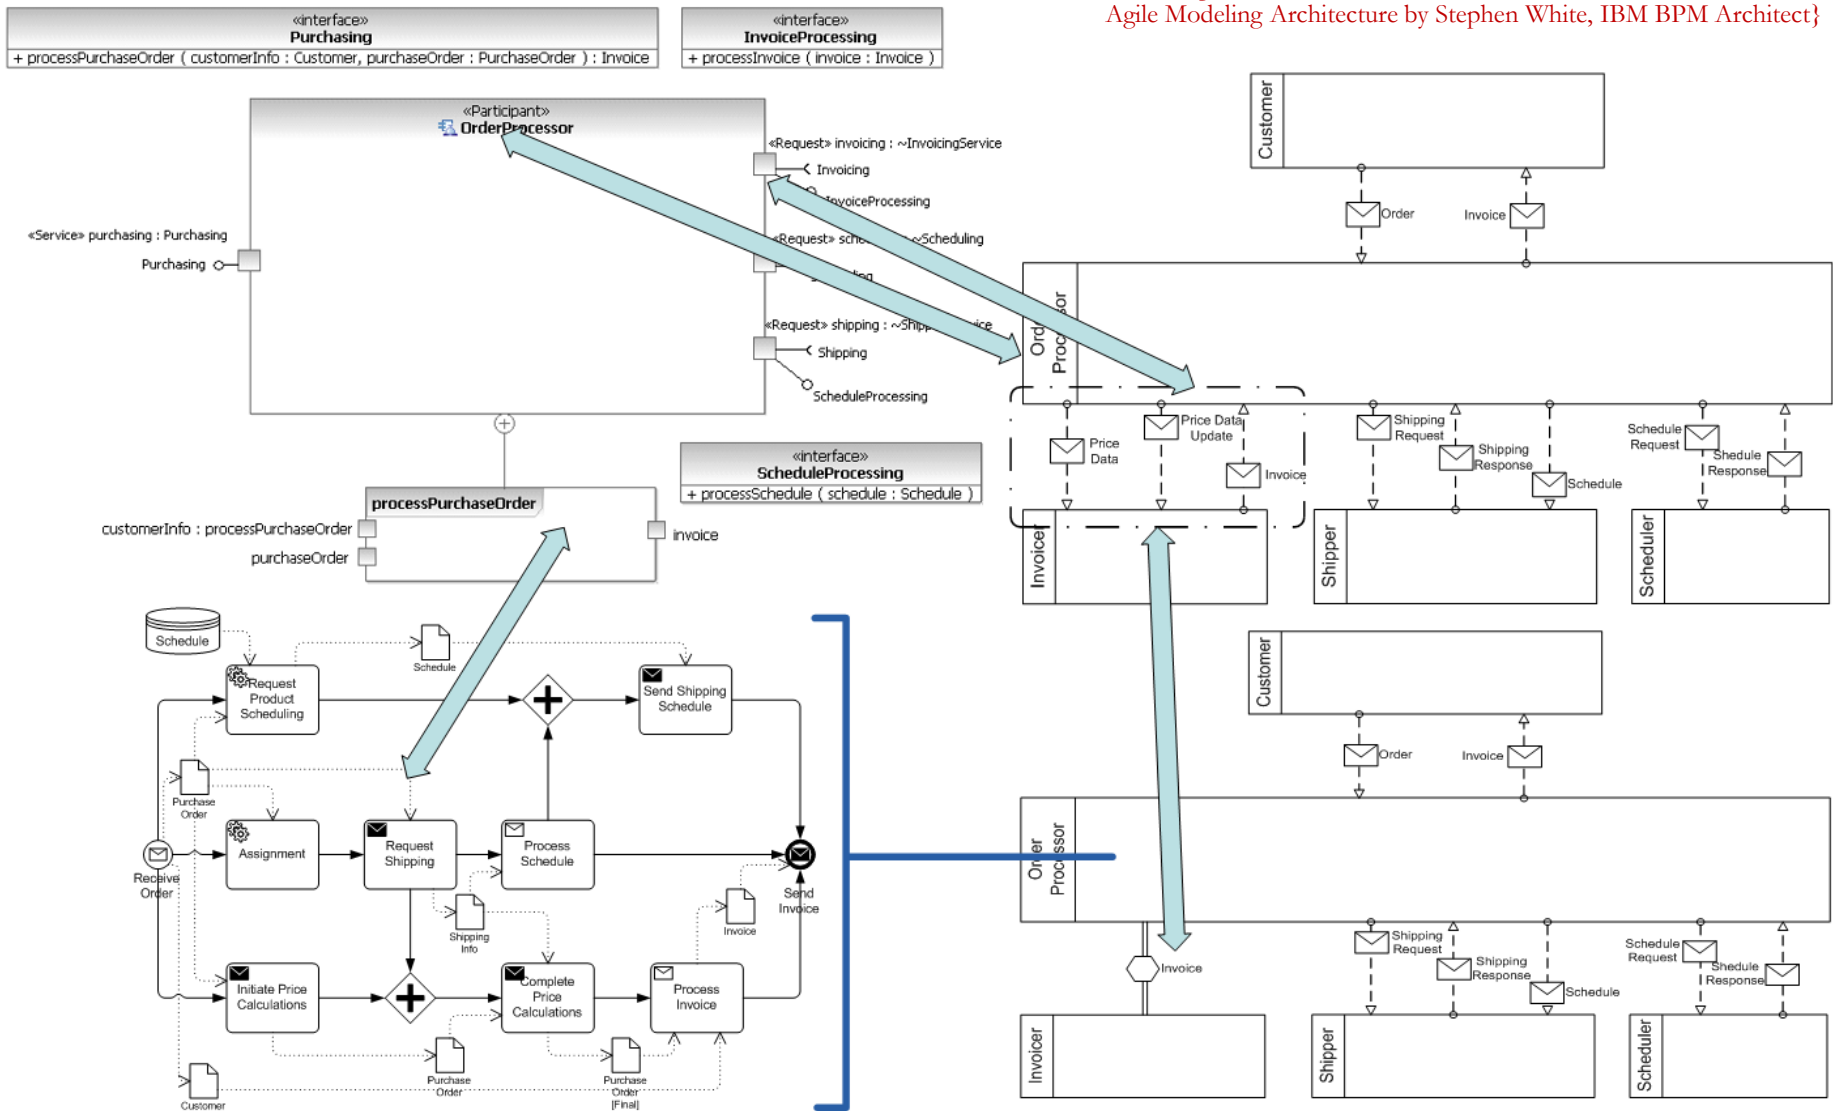 Agile Modeling Architecture by Stephen White, IBM BPM Architect}
«interface»
Purchasing
+ processPurchaseOrder ( customerInfo : Customer, purchaseOrder : PurchaseOrder ) : Invoice
«interface»
InvoiceProcessing
+ processInvoice ( invoice : Invoice )
«Participant»
OrderProcessor
«Request» invoicing : ~InvoicingService
Invoicing
InvoiceProcessing
«Service» purchasing : Purchasing
Purchasing
«Request» ~Scheduling
«Request» shipping :
Shipping
ScheduleProcessing
«interface»
ScheduleProcessing
+ processSchedule ( schedule : Schedule )
processPurchaseOrder
customerInfo : processPurchaseOrder
purchaseOrder
invoice
Customer
Order
Invoice
Price
Data
Price Data
Update
Invoice
Shipping
Request
Shipping
Response
Schedule
Schedule
Request
Shedule
Response
Invoicer
Shipper
Scheduler
Schedule
Request
Product
Scheduling
Schedule
Send Shipping
Schedule
Purchase
Order
Receive
Order
Assignment
Request
Shipping
Process
Schedule
Send
Invoice
Shipping
Info
Invoice
Initiate Price
Calculations
Complete
Price
Calculations
Process
Invoice
Purchase
Order
Purchase
Order
[Final]
Customer
Customer
Order
Invoice
Order
Processor
Invoice
Shipping
Request
Shipping
Response
Schedule
Schedule
Request
Shedule
Response
Invoicer
Shipper
Scheduler